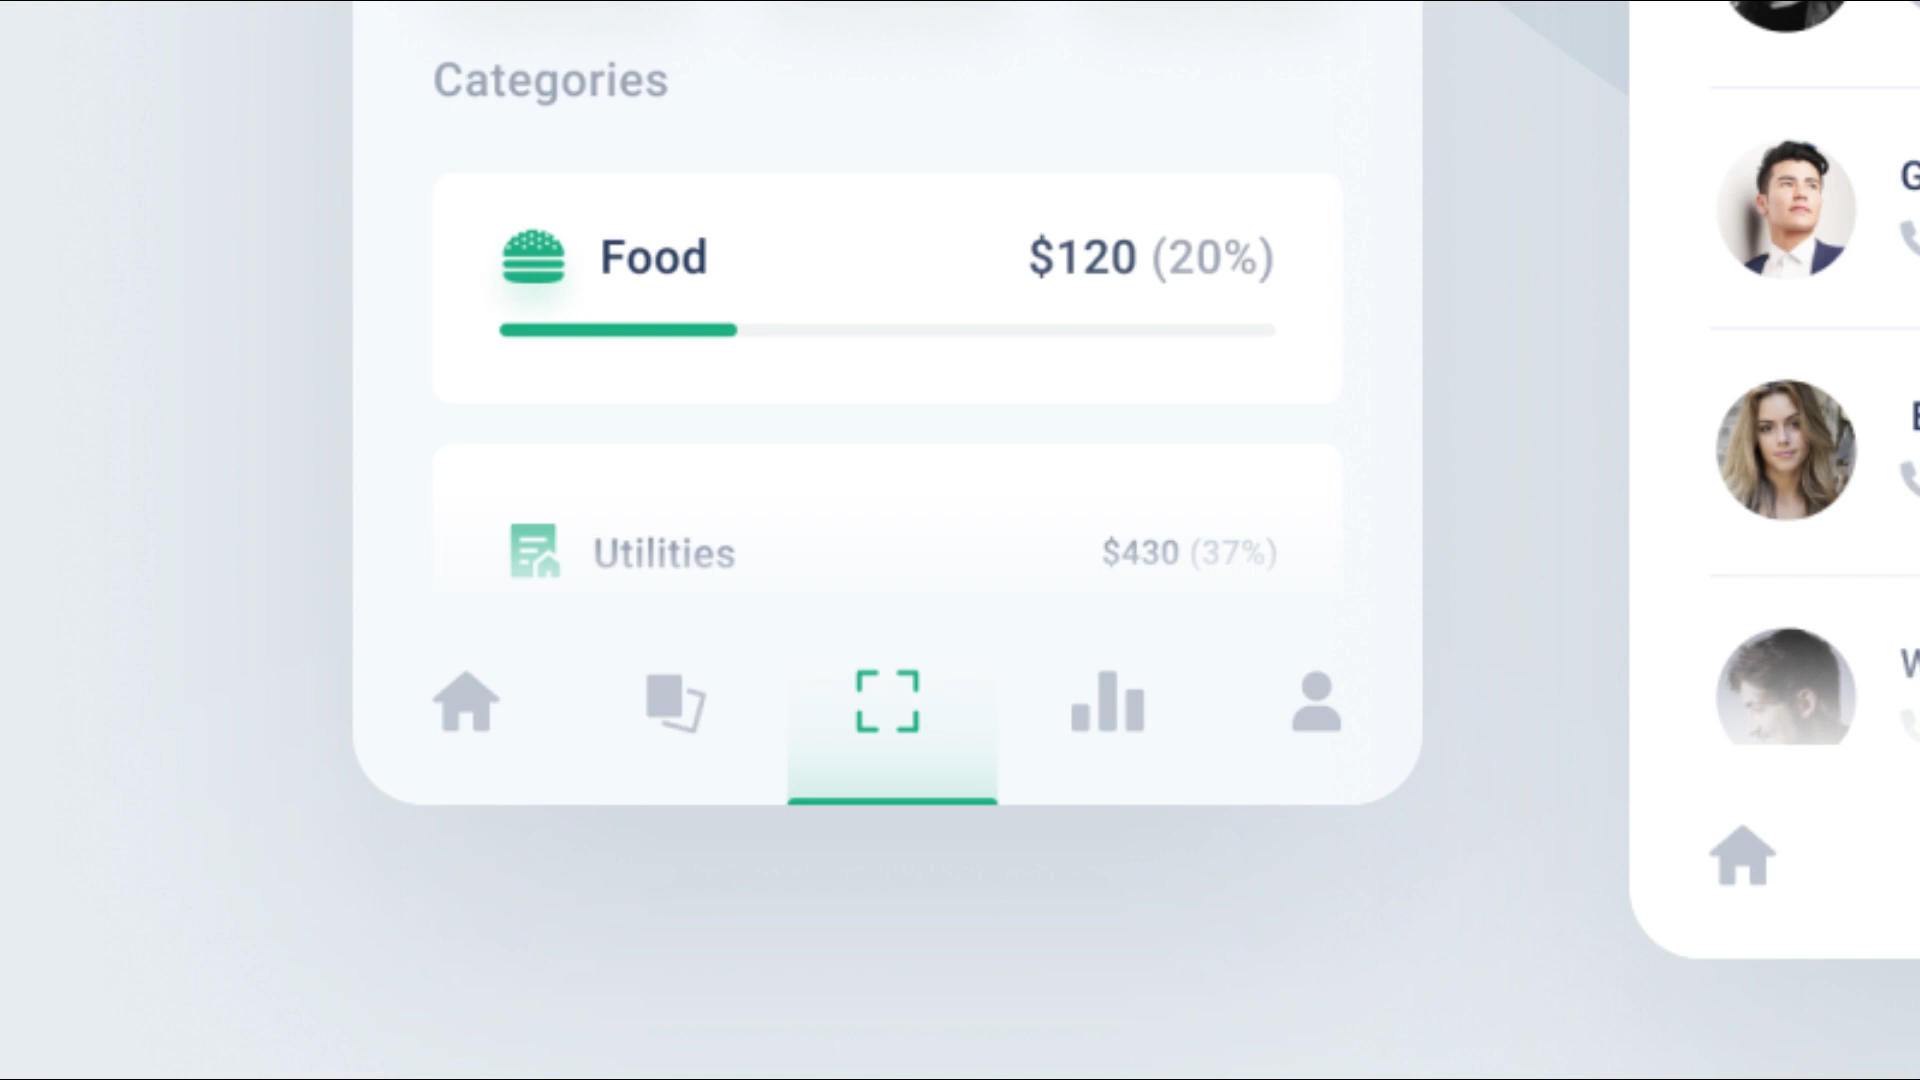 Categories
Food
$120 (20%)
Utilities
$430 (37%)
G
E
W